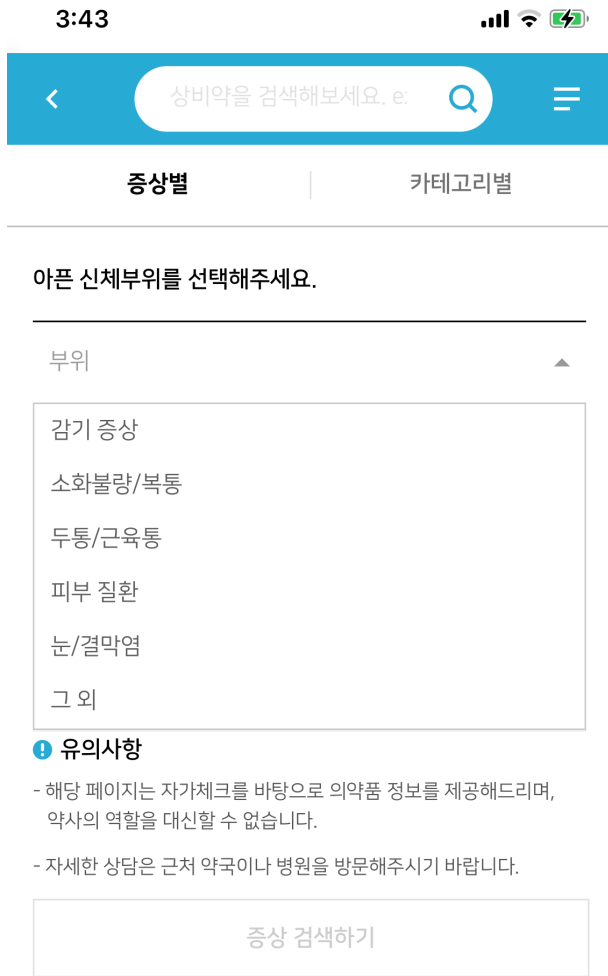 3:43
상비약을 검색해보세요. e:
증상별
카테고리별
아픈 신체부위를 선택해주세요.
부위
감기 증상
소화불량/복통
두통/근육통
피부 질환
눈/결막염
그 외
유의사항
- 해당 페이지는 자가체크를 바탕으로 의약품 정보를 제공해드리며,
약사의 역할을 대신할 수 없습니다.
- 자세한 상담은 근처 약국이나 병원을 방문해주시기 바랍니다.
증상 검색하기